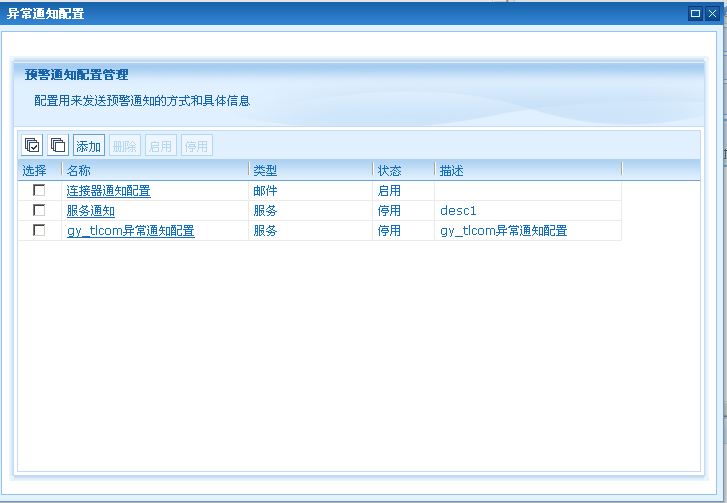 异常通知配置
预警通知配置管理
配置用来发送预警通知的方式和具体信息
添加 删除 启用 停用
选择 名称 类型 状态 描述
连接器通知配置 邮件 启用
服务通知 服务 停用 desc1
gy_tlcom异常通知配置 服务 停用 gy_tlcom异常通知配置